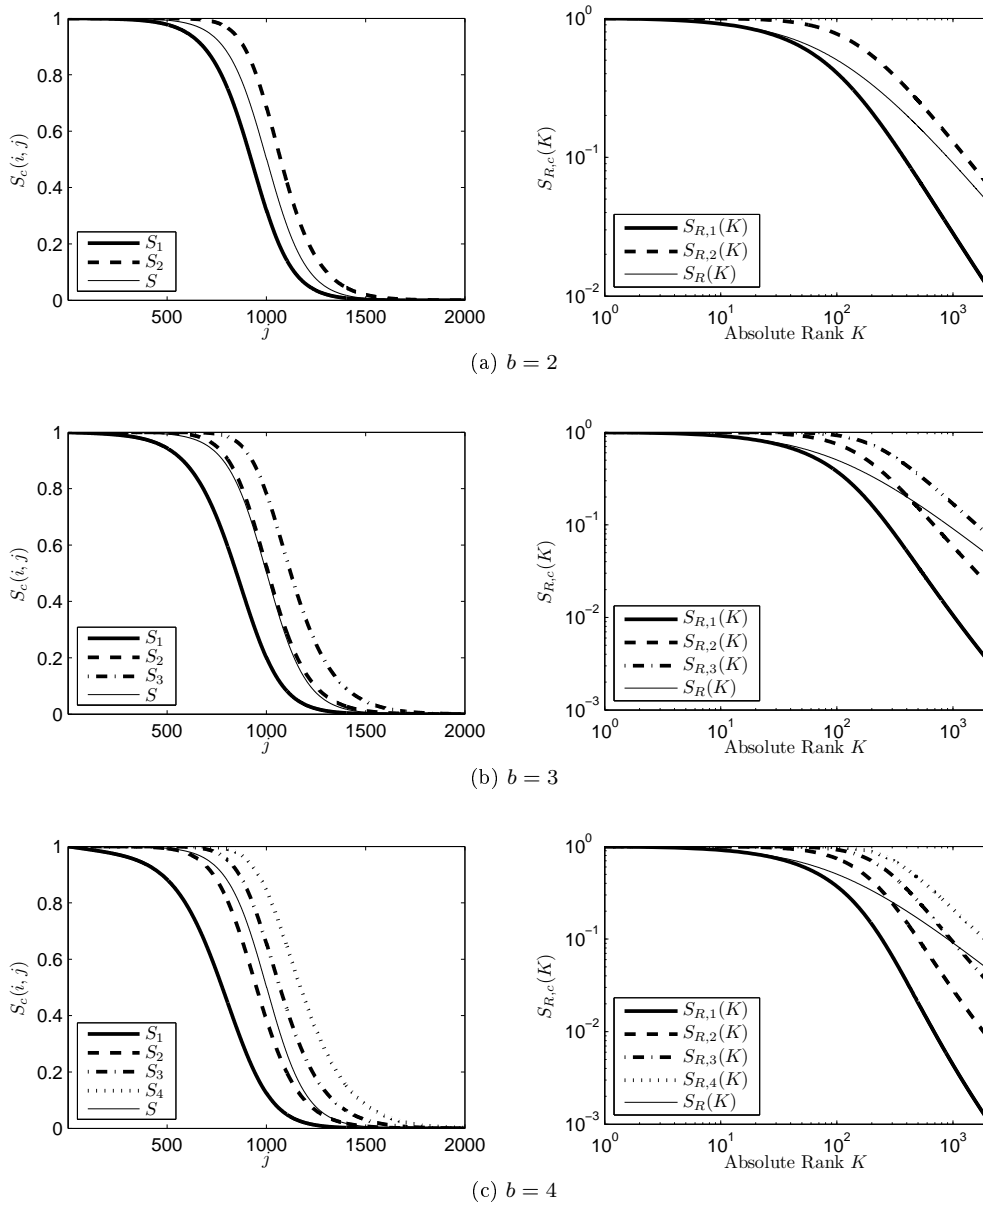 1
0.8
0.6
0.4
0.2
0
500 1000 1500 2000
S_c(i, j)
j
S_1
S_2
S
10^0
10^{-1}
10^{-2}
10^0 10^1 10^2 10^3
S_{R,c}(K)
Absolute Rank K
S_{R,1}(K)
S_{R,2}(K)
S_R(K)
(a) b = 2
1
0.8
0.6
0.4
0.2
0
500 1000 1500 2000
S_c(i, j)
j
S_1
S_2
S_3
S
10^0
10^{-1}
10^{-2}
10^{-3}
10^0 10^1 10^2 10^3
S_{R,c}(K)
Absolute Rank K
S_{R,1}(K)
S_{R,2}(K)
S_{R,3}(K)
S_R(K)
(b) b = 3
1
0.8
0.6
0.4
0.2
0
500 1000 1500 2000
S_c(i, j)
j
S_1
S_2
S_3
S_4
S
10^0
10^{-1}
10^{-2}
10^{-3}
10^0 10^1 10^2 10^3
S_{R,c}(K)
Absolute Rank K
S_{R,1}(K)
S_{R,2}(K)
S_{R,3}(K)
S_{R,4}(K)
S_R(K)
(c) b = 4